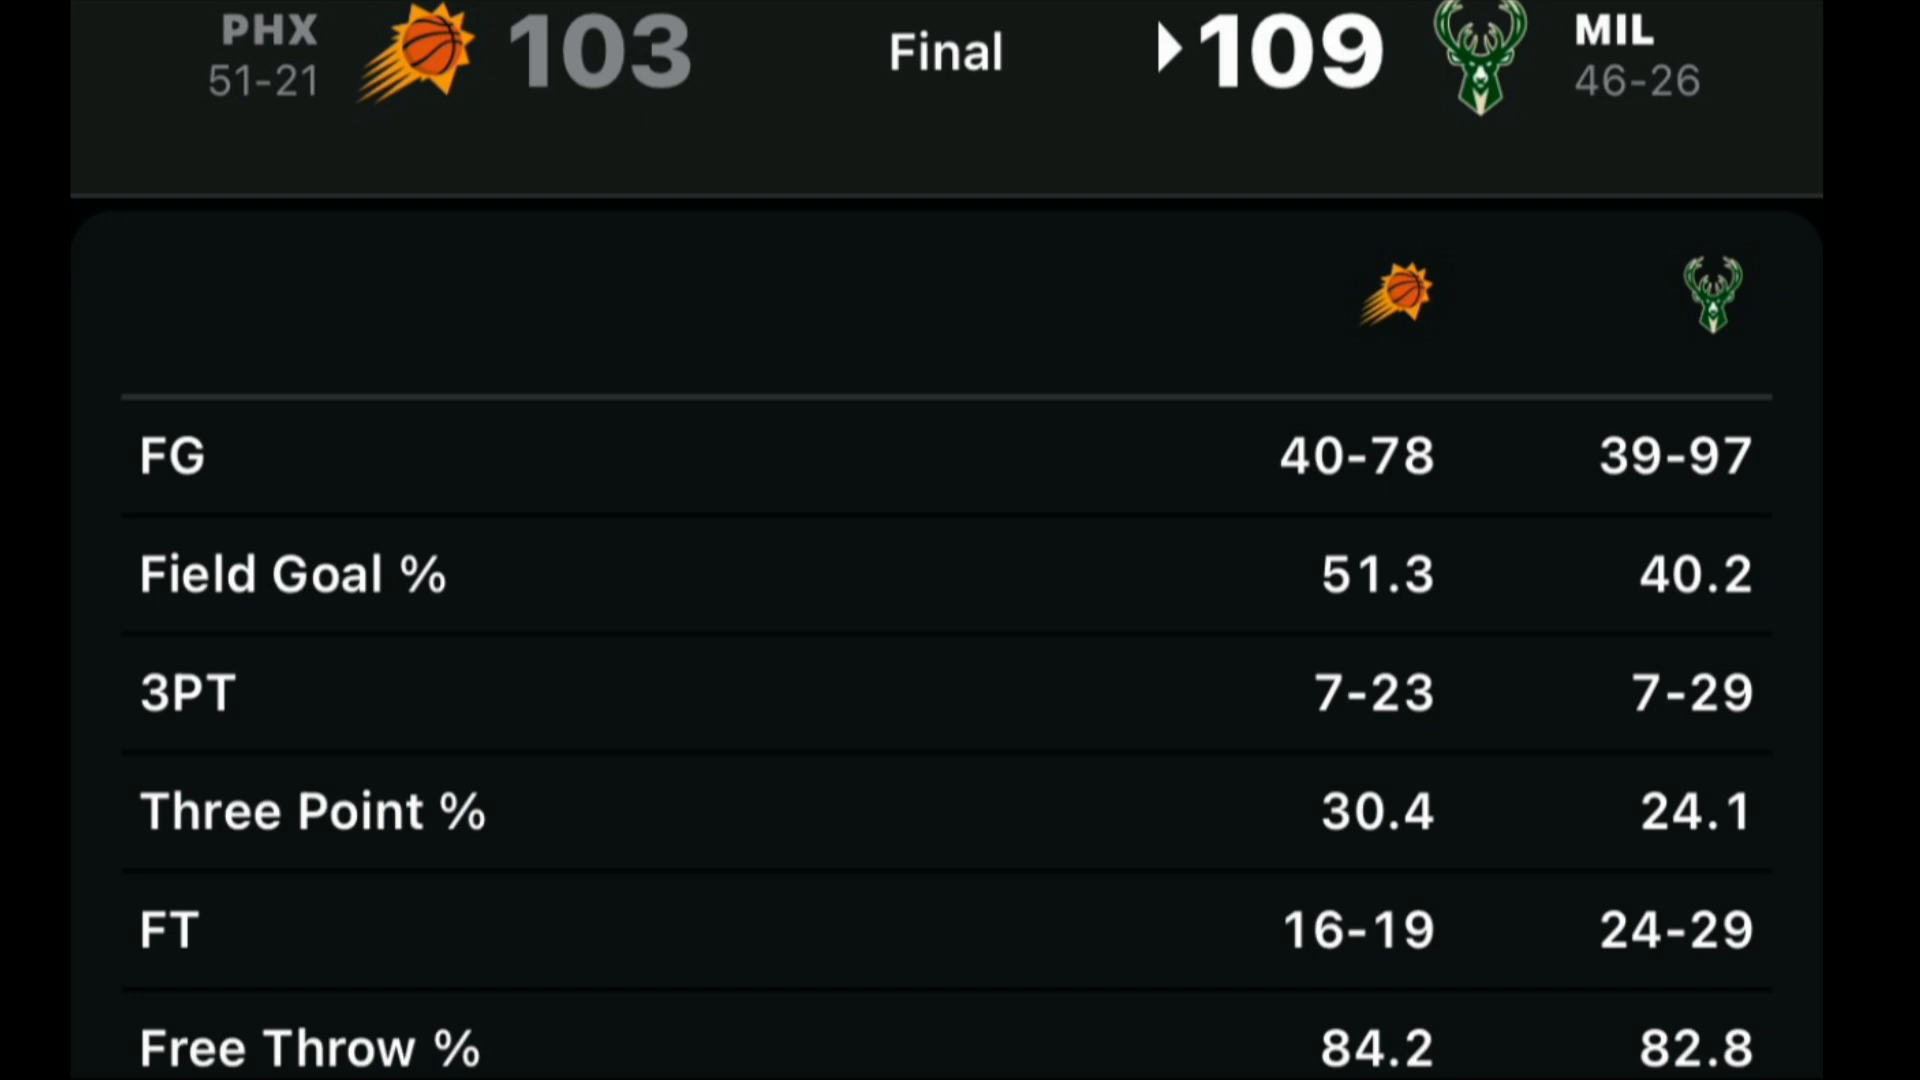 PHX 103 Final 109 MIL
51-21 46-26
FG 40-78 39-97
Field Goal % 51.3 40.2
3PT 7-23 7-29
Three Point % 30.4 24.1
FT 16-19 24-29
Free Throw % 84.2 82.8